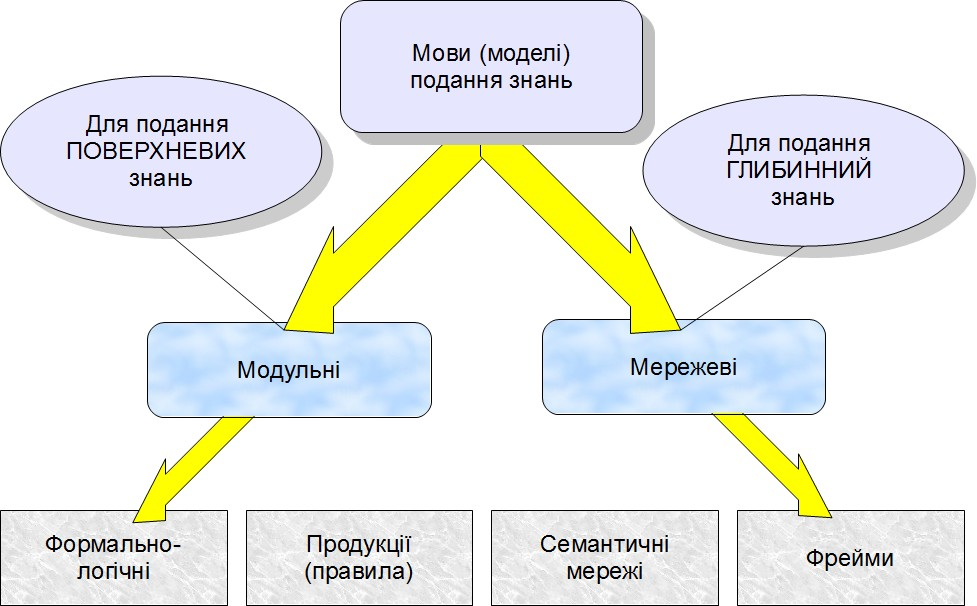 Мови (моделі)
подання знань
Для подання
ПОВЕРХНЕВИХ
знань
Для подання
ГЛИБИННИЙ
знань
Модульні
Мережеві
Формально-
логічні
Продукції
(правила)
Семантичні
мережі
Фрейми